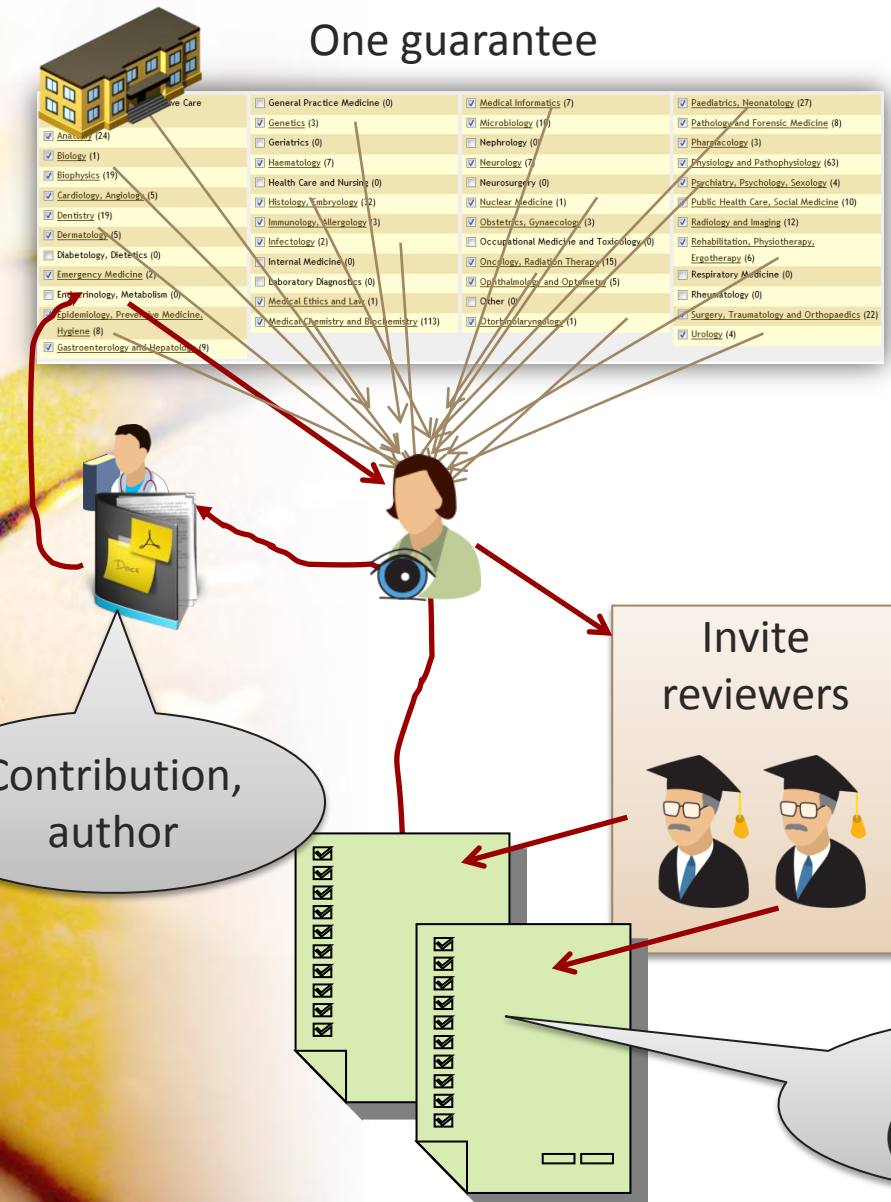 One guarantee
ve Care
Anatomy (24)
Biology (1)
Biophysics (19)
Cardiology, Angiology (5)
Dentistry (19)
Dermatology (5)
Diabetology, Dietetics (0)
Emergency Medicine (2)
Endocrinology, Metabolism (0)
Epidemiology, Preventive Medicine,
Hygiene (8)
Gastroenterology and Hepatology (9)
General Practice Medicine (0)
Genetics (3)
Geriatrics (0)
Haematology (7)
Health Care and Nursing (0)
Histology, Embryology (32)
Immunology, Allergology (3)
Infectology (2)
Internal Medicine (0)
Laboratory Diagnostics (0)
Medical Ethics and Law (1)
Medical Chemistry and Biochemistry (113)
Medical Informatics (7)
Microbiology
Nephrology (0)
Neurology (7)
Neurosurgery (0)
Nuclear Medicine (1)
Obstetrics, Gynaecology (3)
Occupational Medicine and Toxicology (0)
Oncology, Radiation Therapy (15)
Ophthalmology and Optometry (5)
Other (0)
Otorhinolaryngology (1)
Paediatrics, Neonatology (27)
Pathology and Forensic Medicine (8)
Pharmacology (3)
Physiology and Pathophysiology (63)
Psychiatry, Psychology, Sexology (4)
Public Health Care, Social Medicine (10)
Radiology and Imaging (12)
Rehabilitation, Physiotherapy,
Ergotherapy (6)
Respiratory Medicine (0)
Rheumatology (0)
Surgery, Traumatology and Orthopaedics (22)
Urology (4)
Docs
Invite
reviewers
Contribution,
author
(